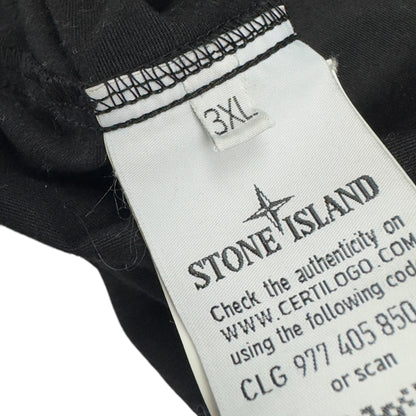 3XL
STONE ISLAND
Check the authenticity on
WWW.CERTILOGO.COM
using the following code
CLG 977 405 850
or scan